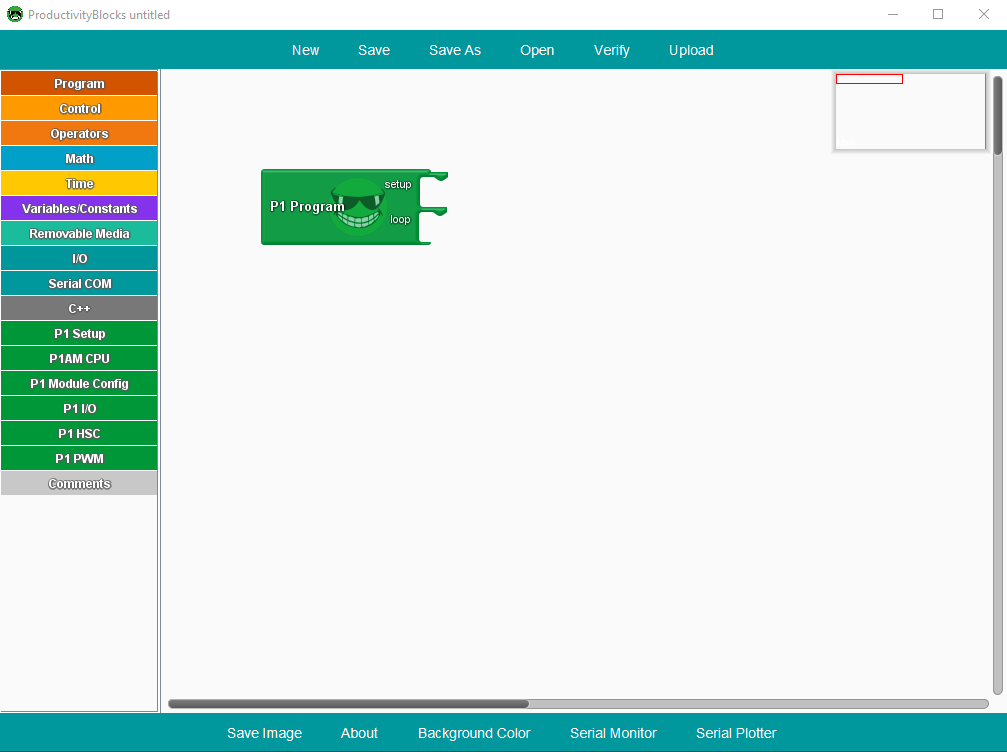 ProductivityBlocks untitled
New Save Save As Open Verify Upload
Program
Control
Operators
Math
Time
Variables/Constants
Removable Media
I/O
Serial COM
C++
P1 Setup
P1AM CPU
P1 Module Config
P1 I/O
P1 HSC
P1 PWM
Comments
setup
P1 Program
loop
Save Image About Background Color Serial Monitor Serial Plotter